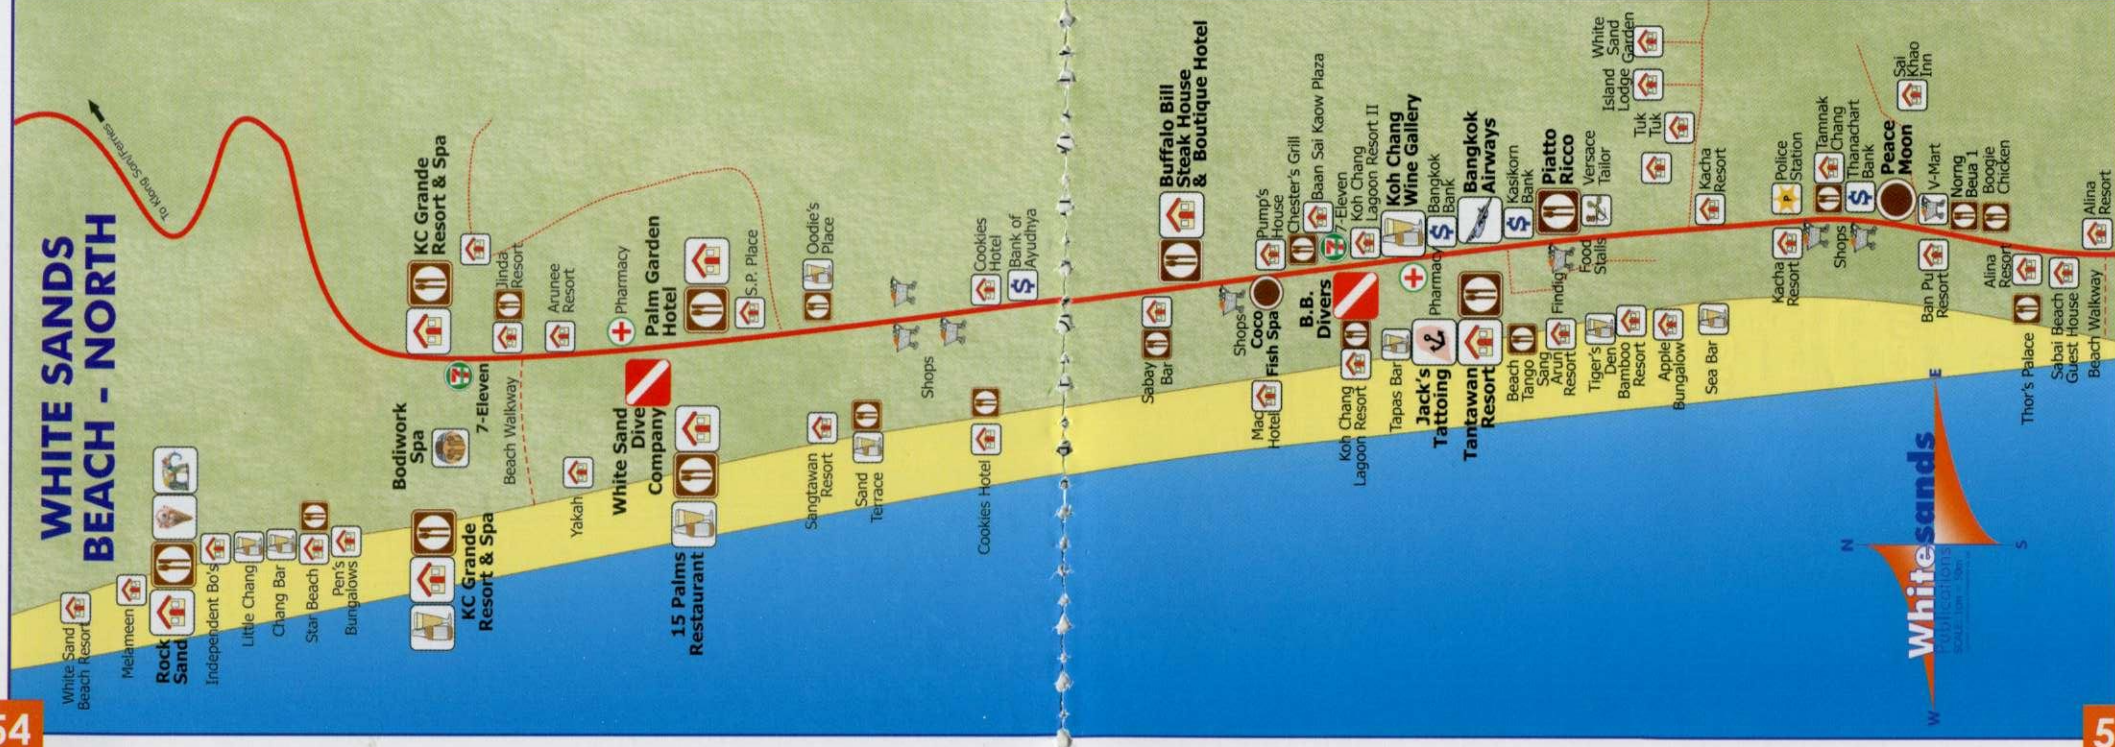 WHITE SANDS
BEACH - NORTH
To Klong Son/Ferries
White Sand
Beach Resort
Melameen
Rock
Sand
Independent Bo's
Little Chang
Chang Bar
Star Beach
Pen's
Bungalows
KC Grande
Resort & Spa
KC Grande
Resort & Spa
Bodiwork
Spa
7-Eleven
Jinda
Resort
Beach Walkway
Arunee
Resort
Yakah
Pharmacy
White Sand
Dive
Company
Palm Garden
Hotel
15 Palms
Restaurant
S.P. Place
Oodie's
Place
Sangtawan
Resort
Sand
Terrace
Shops
Cookies
Hotel
Bank of
Ayudhya
Cookies Hotel
Sabay
Bar
Buffalo Bill
Steak House
& Boutique Hotel
Shops
Coco
Fish Spa
Mac
Hotel
Pump's
House
Chester's Grill
Baan Sai Kaow Plaza
7-Eleven
B.B.
Divers
Koh Chang
Lagoon Resort
Koh Chang
Lagoon Resort II
Tapas Bar
Koh Chang
Wine Gallery
Pharmacy
Bangkok
Bank
Jack's
Tattoing
Bangkok
Airways
Tantawan
Resort
Kasikorn
Bank
Beach
Tango
Sang
Arun
Resort
Piatto
Ricco
Findig
Food
Stalls
Versace
Tailor
Tiger's
Den
Bamboo
Resort
Apple
Bungalow
Sea Bar
White
Sand
Garden
Island
Lodge
Tuk
Tuk
Kacha
Resort
Kacha
Resort
Police
Station
Shops
Tamnak
Chang
Thanachart
Bank
Peace
Moon
Sai
Khao
Inn
V-Mart
Norng
Beua 1
Boogie
Chicken
Ban Pu
Resort
Alina
Resort
Thor's Palace
Sabai Beach
Guest House
Beach Walkway
Alina
Resort
N
E
S
W
Whitesands
Publications
54
5